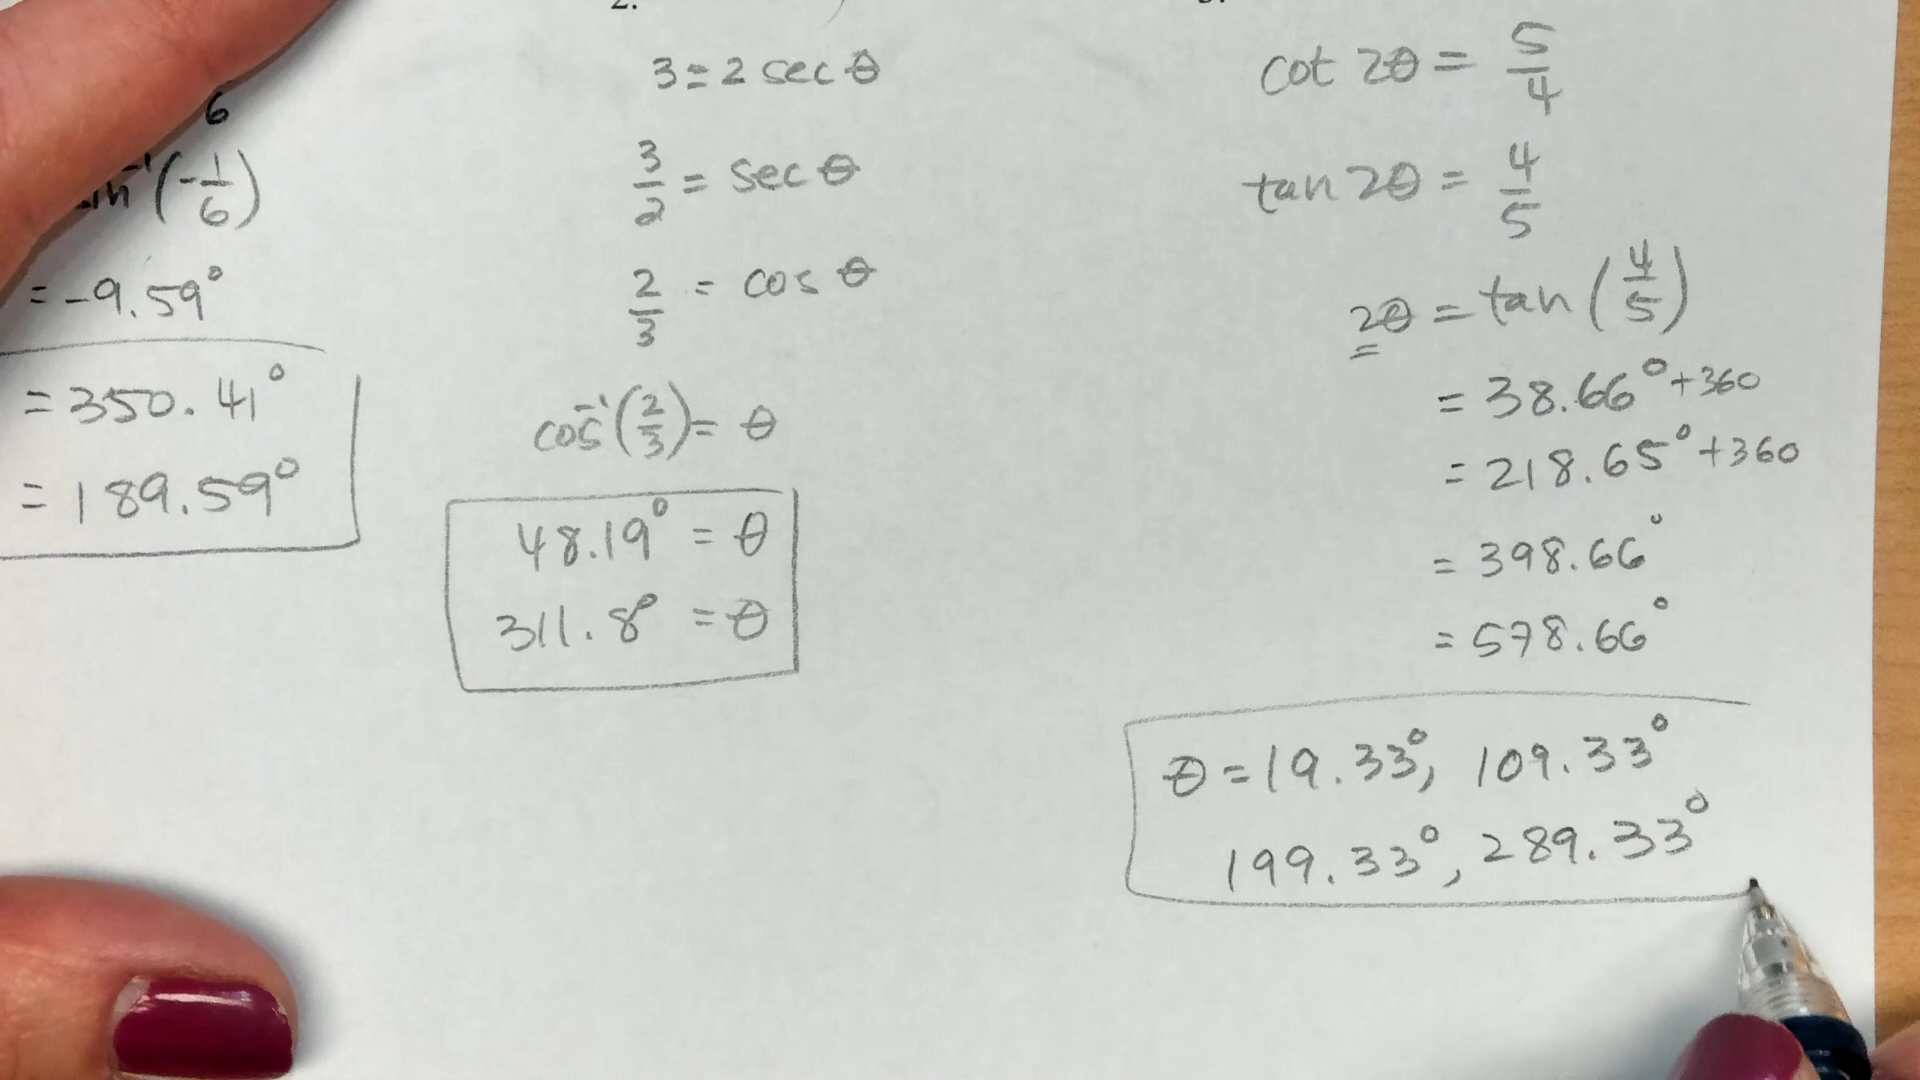 6
(-1/6)
= -9.59°
= 350.41°
= 189.59°
2.
3 = 2 sec θ
3/2 = sec θ
2/3 = cos θ
cos⁻¹(2/3) = θ
48.19° = θ
311.8° = θ
cot 2θ = 5/4
tan 2θ = 4/5
2θ = tan (4/5)
= 38.66° +360
= 218.65° +360
= 398.66°
= 578.66°
θ = 19.33°, 109.33°
199.33°, 289.33°